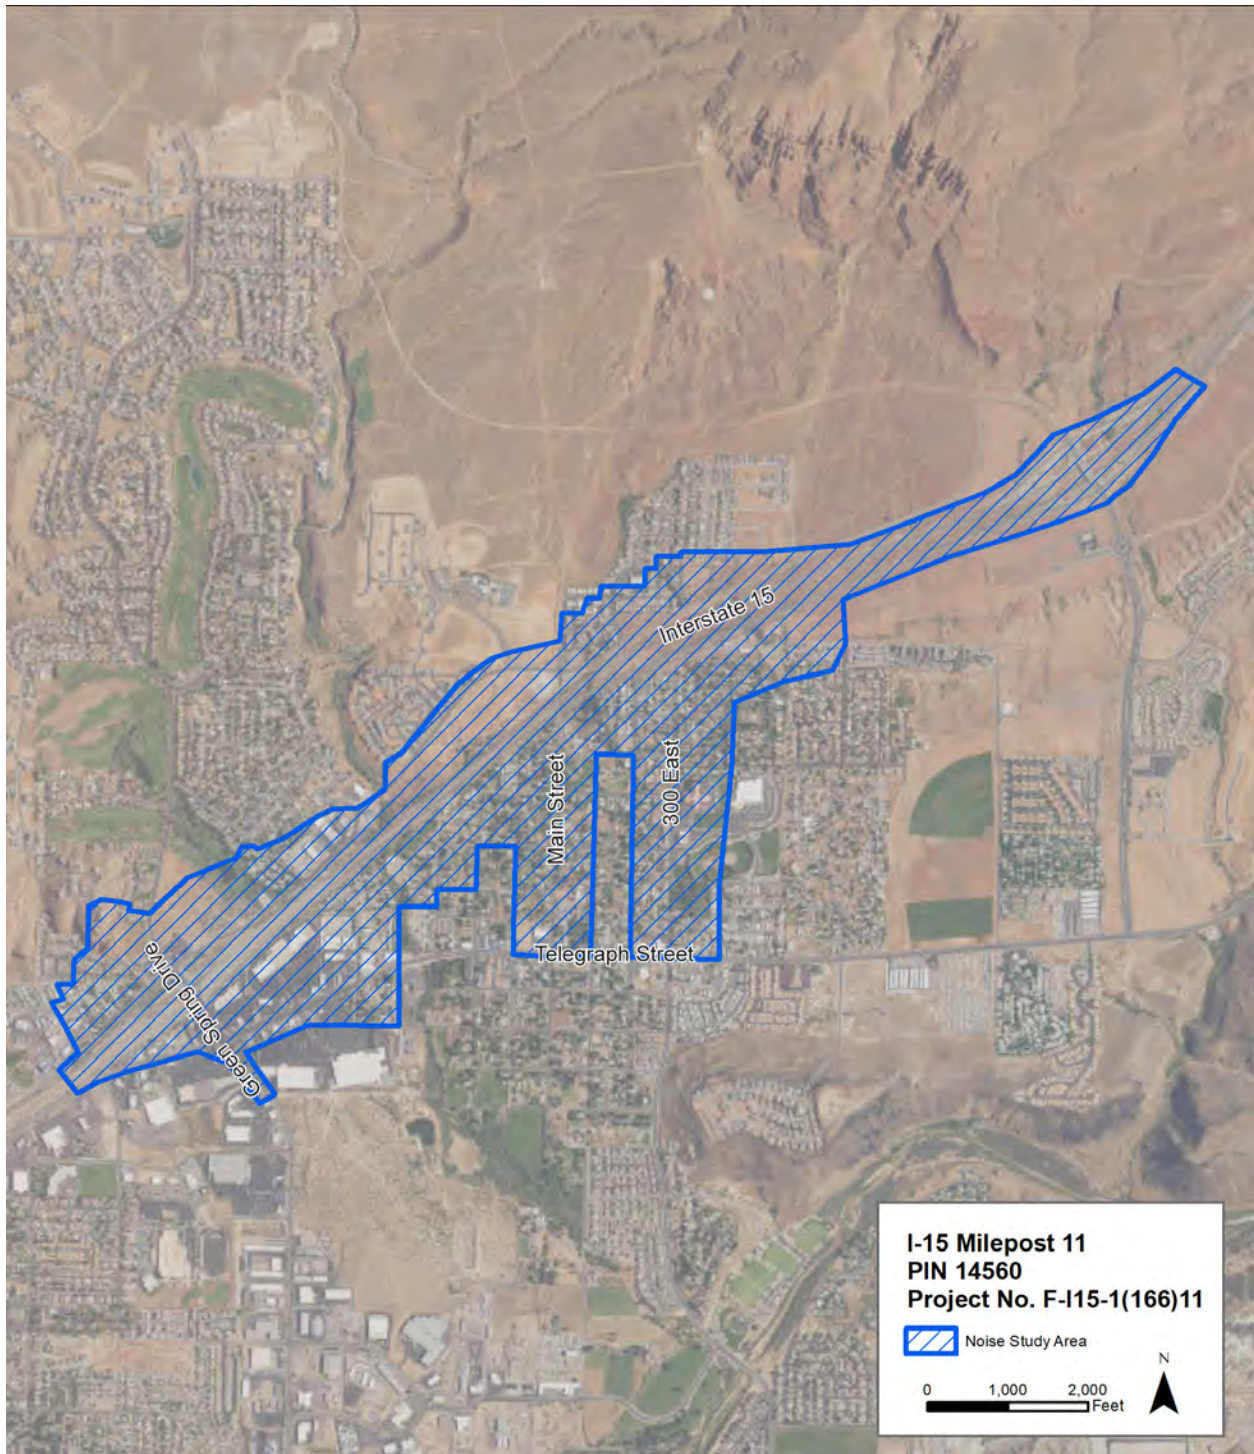 Interstate 15
Main Street
300 East
Telegraph Street
Green Spring Drive
I-15 Milepost 11
PIN 14560
Project No. F-I15-1(166)11
Noise Study Area
N
0 1,000 2,000
Feet